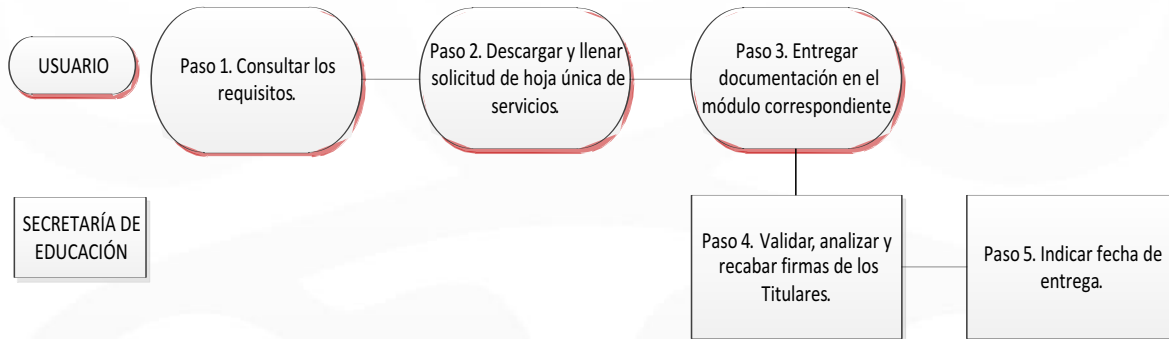 USUARIO
Paso 1. Consultar los
requisitos.
Paso 2. Descargar y llenar
solicitud de hoja única de
servicios.
Paso 3. Entregar
documentación en el
módulo correspondiente
SECRETARÍA DE
EDUCACIÓN
Paso 4. Validar, analizar y
recabar firmas de los
Titulares.
Paso 5. Indicar fecha de
entrega.